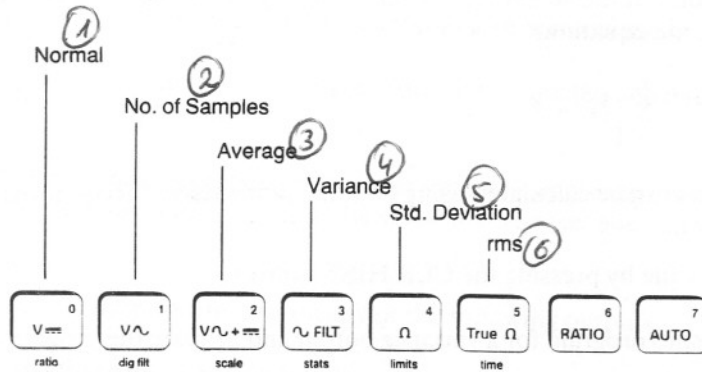 1
Normal
2
No. of Samples
Average 3
4
Variance
5
Std. Deviation
rms 6
0 1 2 3 4 5 6 7
V⎓ V∿ V∿+⎓ ∿ FILT Ω True Ω RATIO AUTO
ratio dig filt scale stats limits time